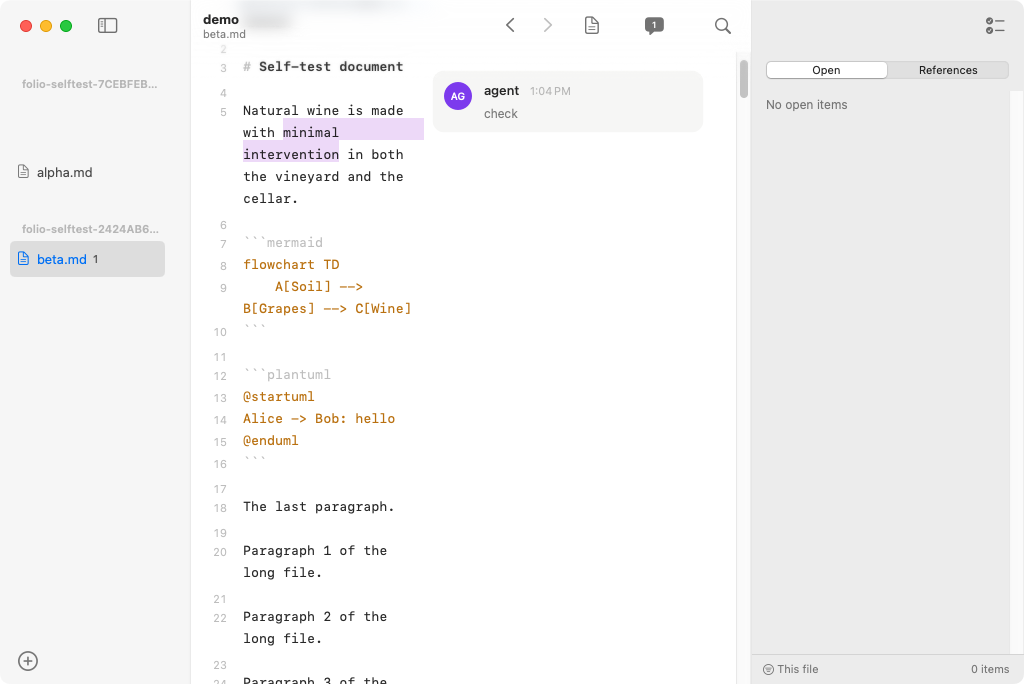 folio-selftest-7CEBFEB...
alpha.md
folio-selftest-2424AB6...
beta.md 1
demo
beta.md
1
2
3 # Self-test document
4
5 Natural wine is made
with minimal
intervention in both
the vineyard and the
cellar.
6
7 ```mermaid
8 flowchart TD
9 A[Soil] -->
B[Grapes] --> C[Wine]
10 ```
11
12 ```plantuml
13 @startuml
14 Alice -> Bob: hello
15 @enduml
16 ```
17
18 The last paragraph.
19
20 Paragraph 1 of the
long file.
21
22 Paragraph 2 of the
long file.
23
24 Paragraph 3 of the
AG agent 1:04 PM
check
Open References
No open items
This file 0 items